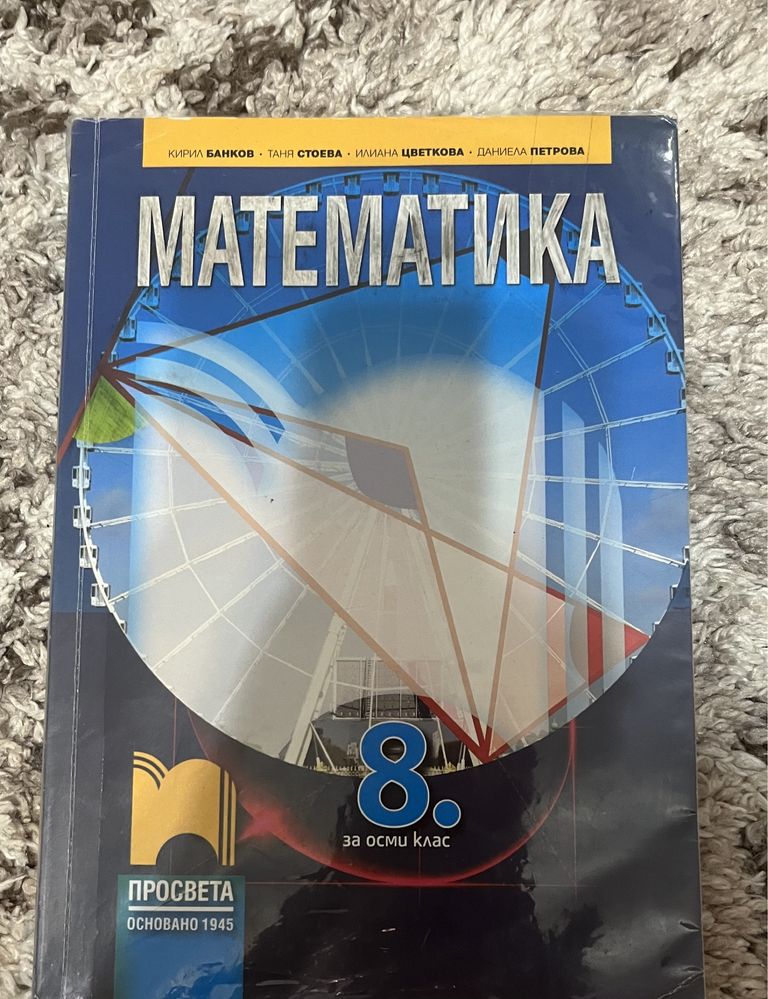 КИРИЛ БАНКОВ • ТАНЯ СТОЕВА • ИЛИАНА ЦВЕТКОВА • ДАНИЕЛА ПЕТРОВА
МАТЕМАТИКА
8.
за осми клас
ПРОСВЕТА
ОСНОВАНО 1945